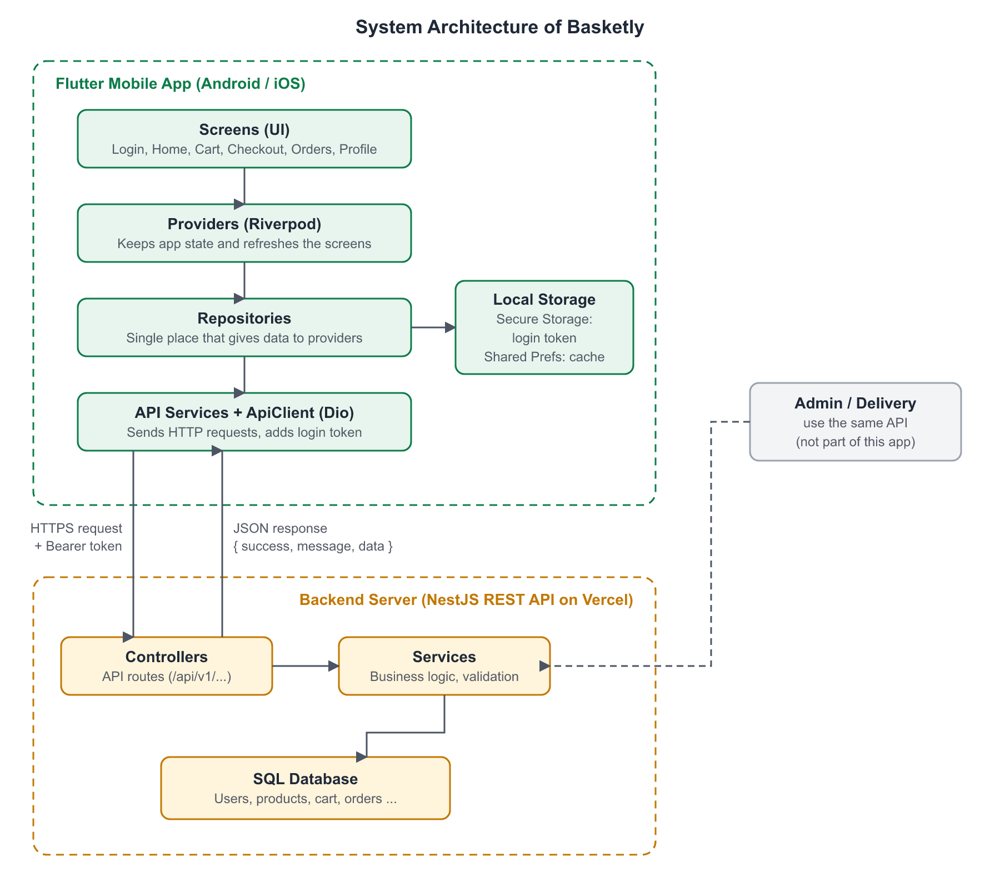 System Architecture of Basketly
Flutter Mobile App (Android / iOS)
Screens (UI)
Login, Home, Cart, Checkout, Orders, Profile
Providers (Riverpod)
Keeps app state and refreshes the screens
Repositories
Single place that gives data to providers
Local Storage
Secure Storage:
login token
Shared Prefs: cache
API Services + ApiClient (Dio)
Sends HTTP requests, adds login token
Admin / Delivery
use the same API
(not part of this app)
HTTPS request
+ Bearer token
JSON response
{ success, message, data }
Backend Server (NestJS REST API on Vercel)
Controllers
API routes (/api/v1/...)
Services
Business logic, validation
SQL Database
Users, products, cart, orders ...